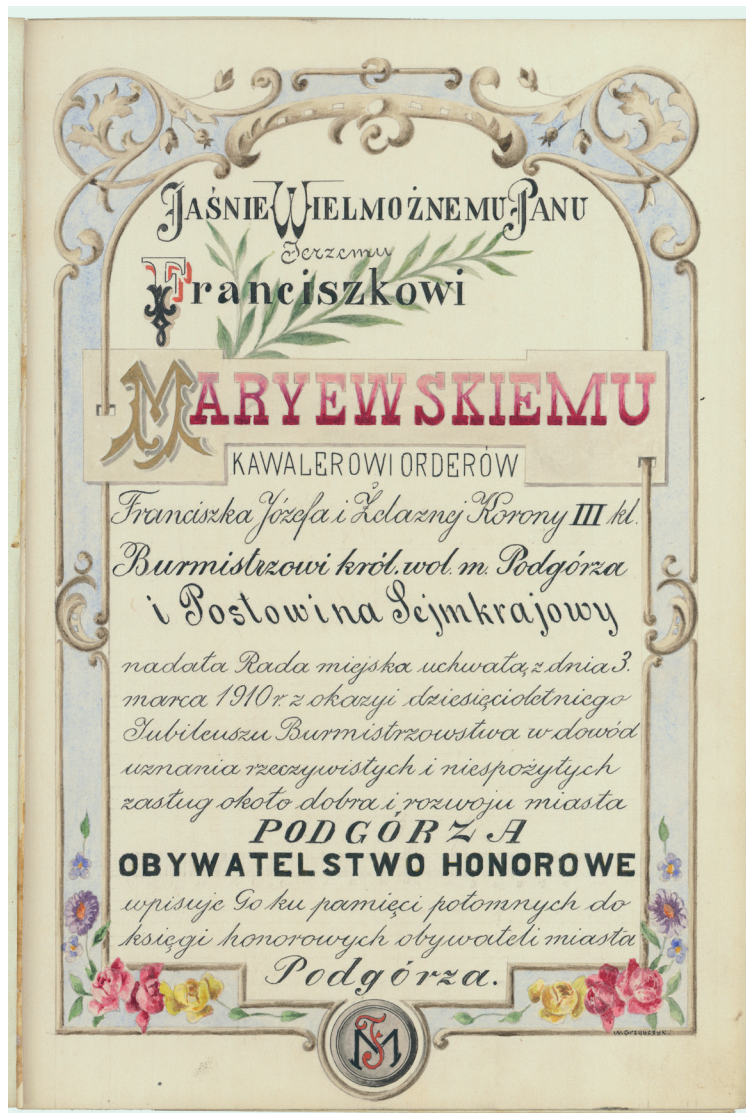 JAŚNIE WIELMOŻNEMU PANU
Jerzemu
Franciszkowi
MARYEWSKIEMU
KAWALEROWI ORDERÓW
Franciszka Józefa i Żelaznej Korony III kl.
Burmistrzowi król. wol. m. Podgórza
i Posłowi na Sejm krajowy
nadała Rada miejska uchwałą z dnia 3.
marca 1910 r. z okazyi dziesięcioletniego
Jubileuszu Burmistrzowstwa w dowód
uznania rzeczywistych i niespożytych
zasług około dobra i rozwoju miasta
PODGÓRZA
OBYWATELSTWO HONOROWE
wpisuje Go ku pamięci potomnych do
księgi honorowych obywateli miasta
Podgórza.